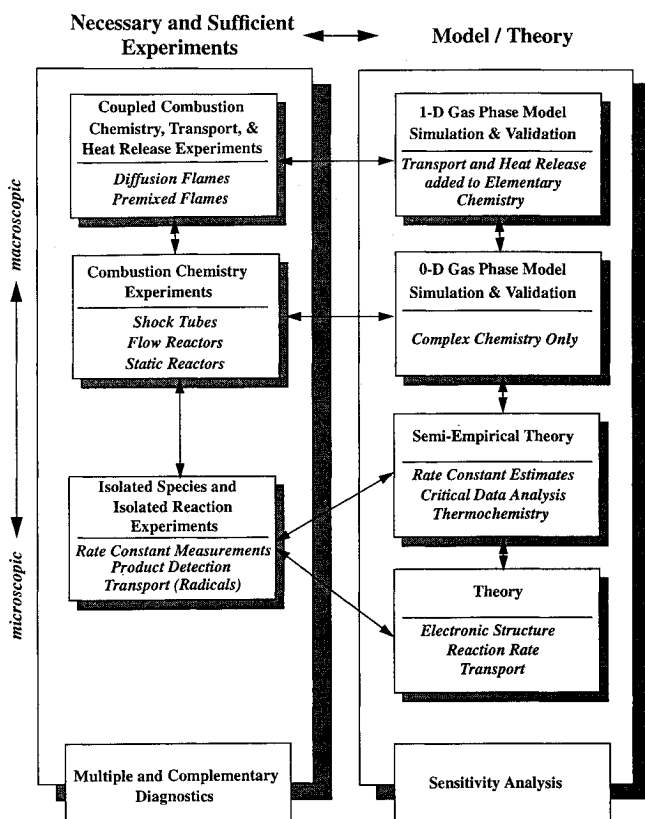 Necessary and Sufficient
Experiments
Model / Theory
macroscopic
microscopic
Coupled Combustion
Chemistry, Transport, &
Heat Release Experiments
Diffusion Flames
Premixed Flames
Combustion Chemistry
Experiments
Shock Tubes
Flow Reactors
Static Reactors
Isolated Species and
Isolated Reaction
Experiments
Rate Constant Measurements
Product Detection
Transport (Radicals)
Multiple and Complementary
Diagnostics
1-D Gas Phase Model
Simulation & Validation
Transport and Heat Release
added to Elementary
Chemistry
0-D Gas Phase Model
Simulation & Validation
Complex Chemistry Only
Semi-Empirical Theory
Rate Constant Estimates
Critical Data Analysis
Thermochemistry
Theory
Electronic Structure
Reaction Rate
Transport
Sensitivity Analysis